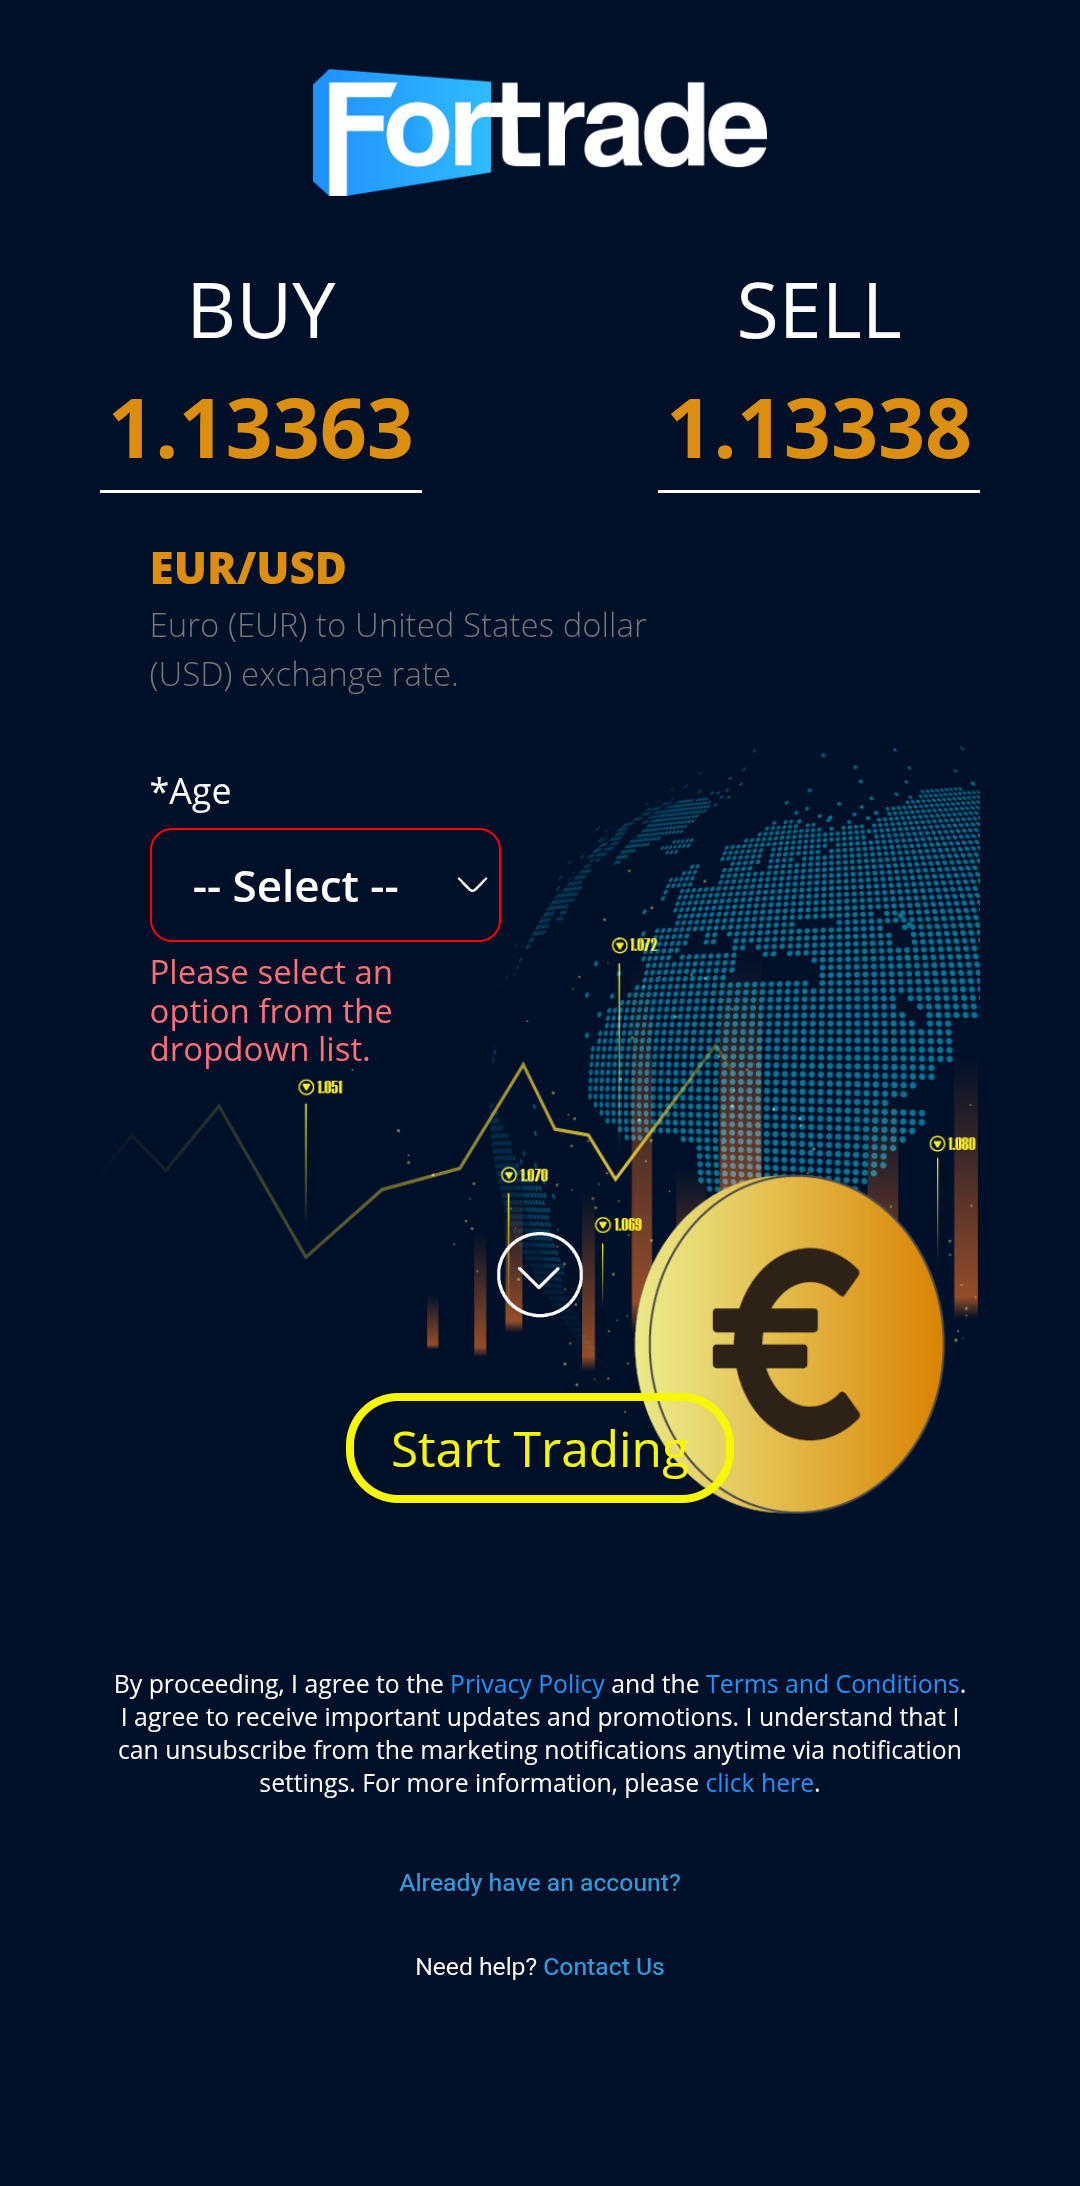 Fortrade
BUY
SELL
1.13363
1.13338
EUR/USD
Euro (EUR) to United States dollar
(USD) exchange rate.
*Age
-- Select --
Please select an
option from the
dropdown list.
1.072
1.051
1.080
1.070
1.069
€
Start Trading
By proceeding, I agree to the Privacy Policy and the Terms and Conditions.
I agree to receive important updates and promotions. I understand that I
can unsubscribe from the marketing notifications anytime via notification
settings. For more information, please click here.
Already have an account?
Need help? Contact Us